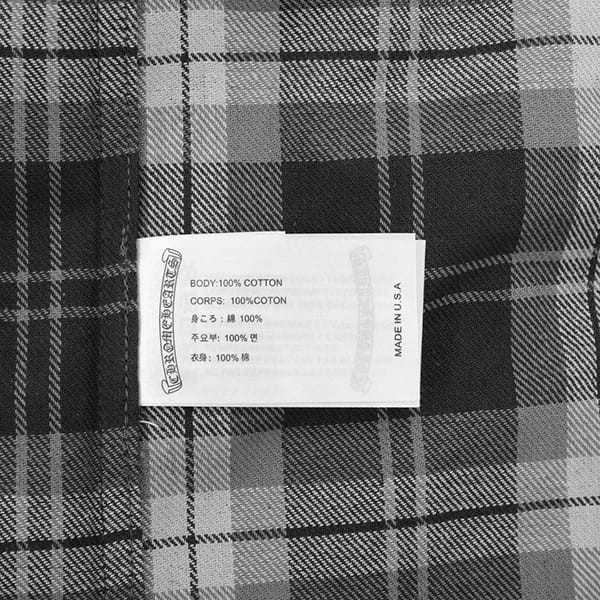 CHROME HEARTS
BODY:100% COTTON
CORPS: 100%COTON
身ころ : 綿 100%
주요부: 100% 면
衣身: 100% 棉
MADE IN U.S.A